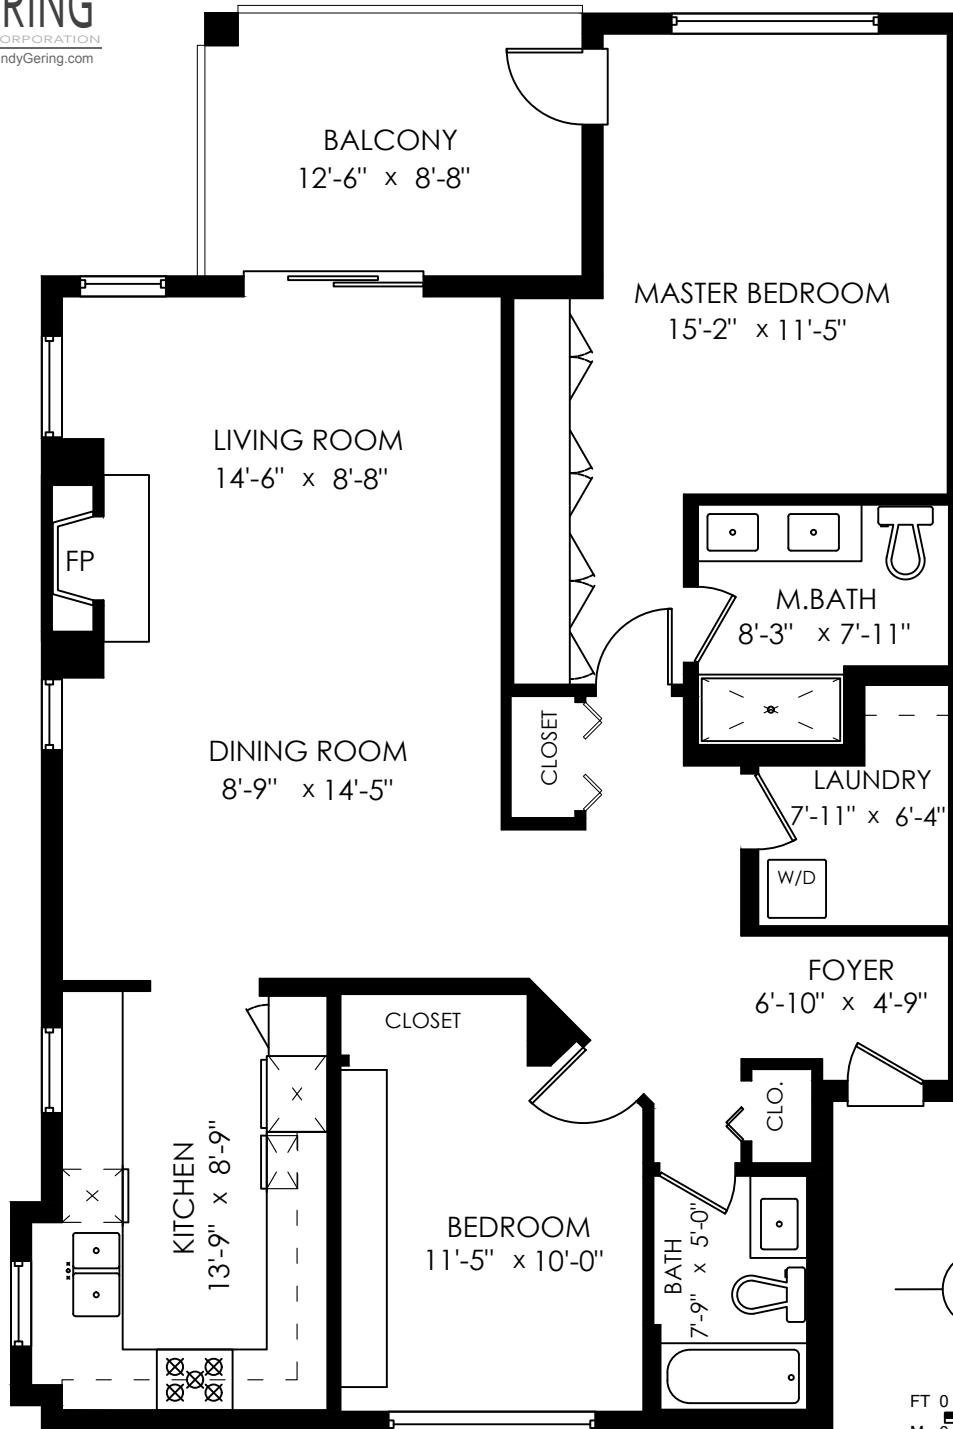 RING
ORPORATION
ndyGering.com
BALCONY
12'-6" x 8'-8"
MASTER BEDROOM
15'-2" x 11'-5"
LIVING ROOM
14'-6" x 8'-8"
FP
M.BATH
8'-3" x 7'-11"
CLOSET
DINING ROOM
8'-9" x 14'-5"
LAUNDRY
7'-11" x 6'-4"
W/D
FOYER
6'-10" x 4'-9"
CLOSET
CLO.
KITCHEN
13'-9" x 8'-9"
BEDROOM
11'-5" x 10'-0"
BATH
7'-9" x 5'-0"
FT 0